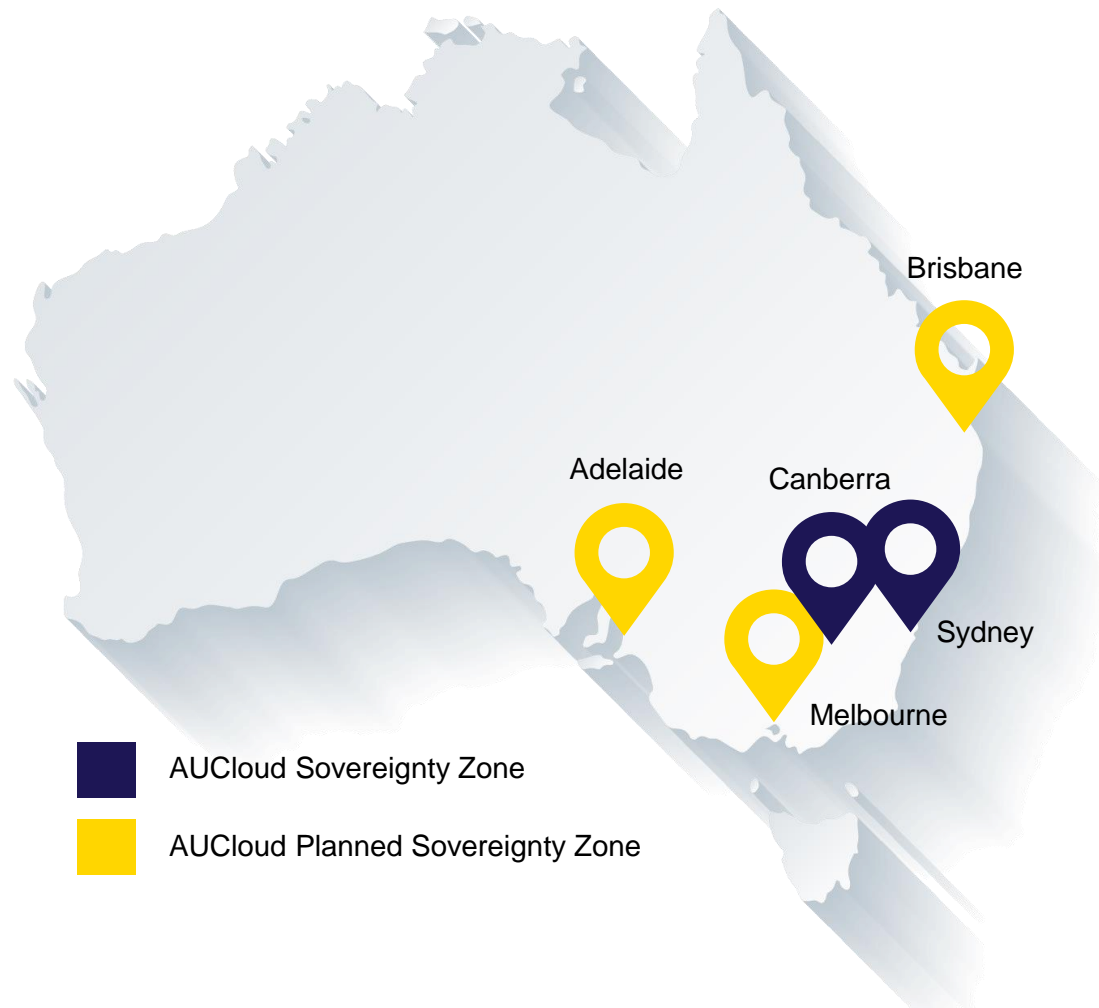 Brisbane
Adelaide
Canberra
Sydney
Melbourne
AUCloud Sovereignty Zone
AUCloud Planned Sovereignty Zone